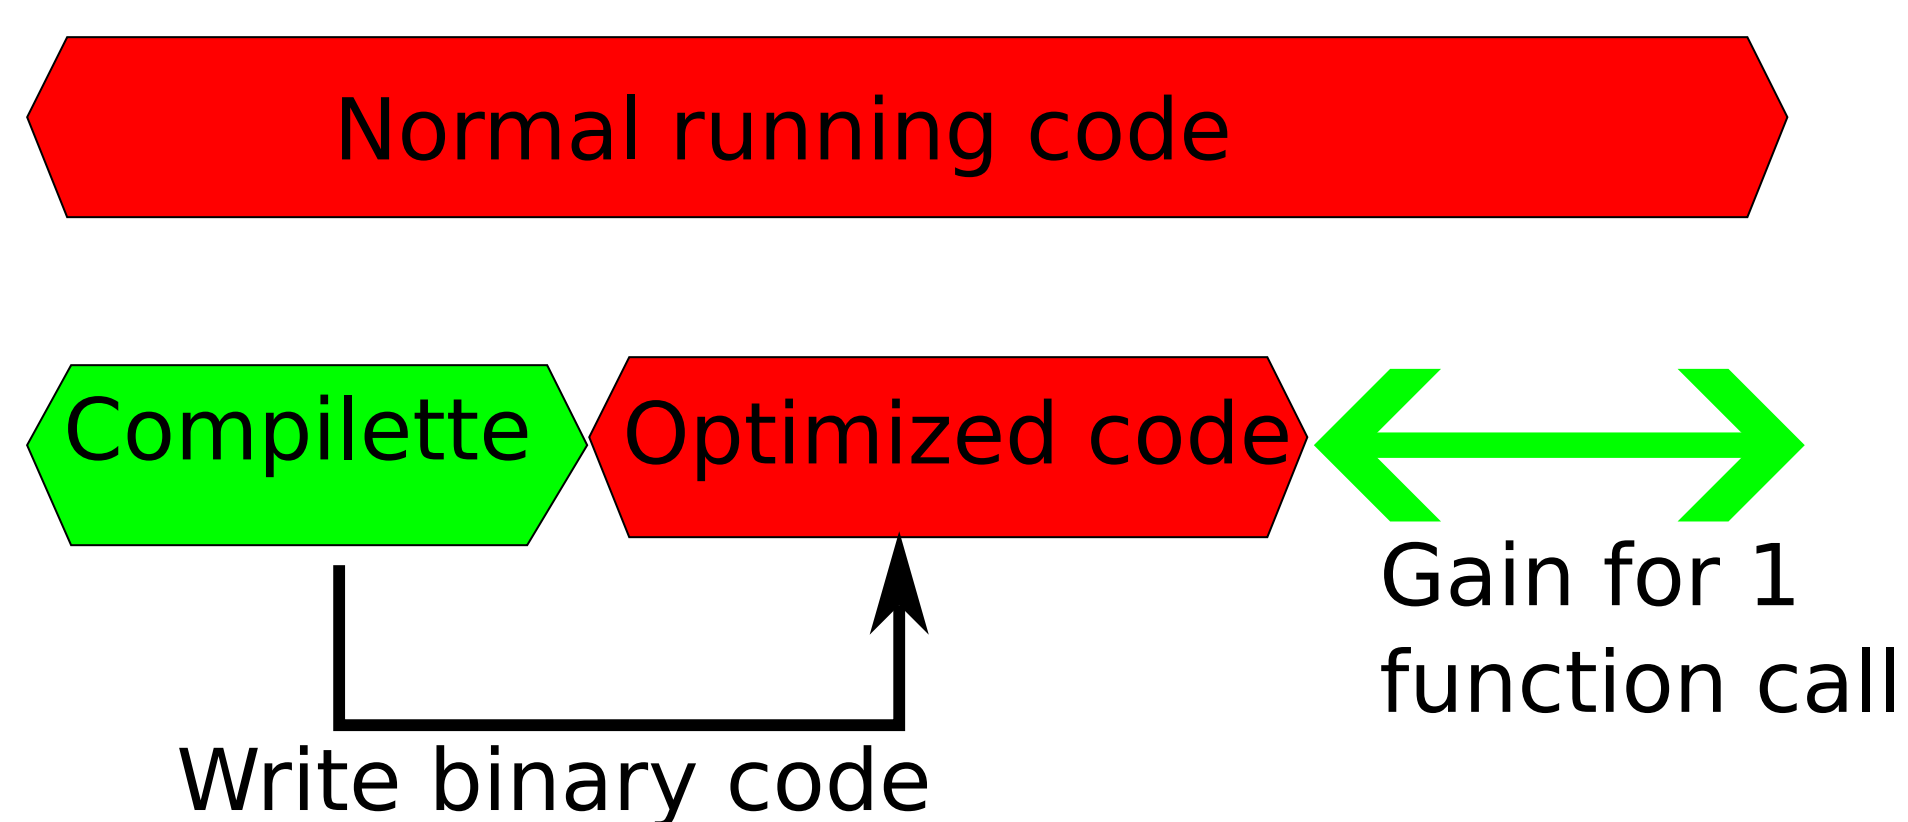 Normal running code
Compilette
Optimized code
Gain for 1
function call
Write binary code